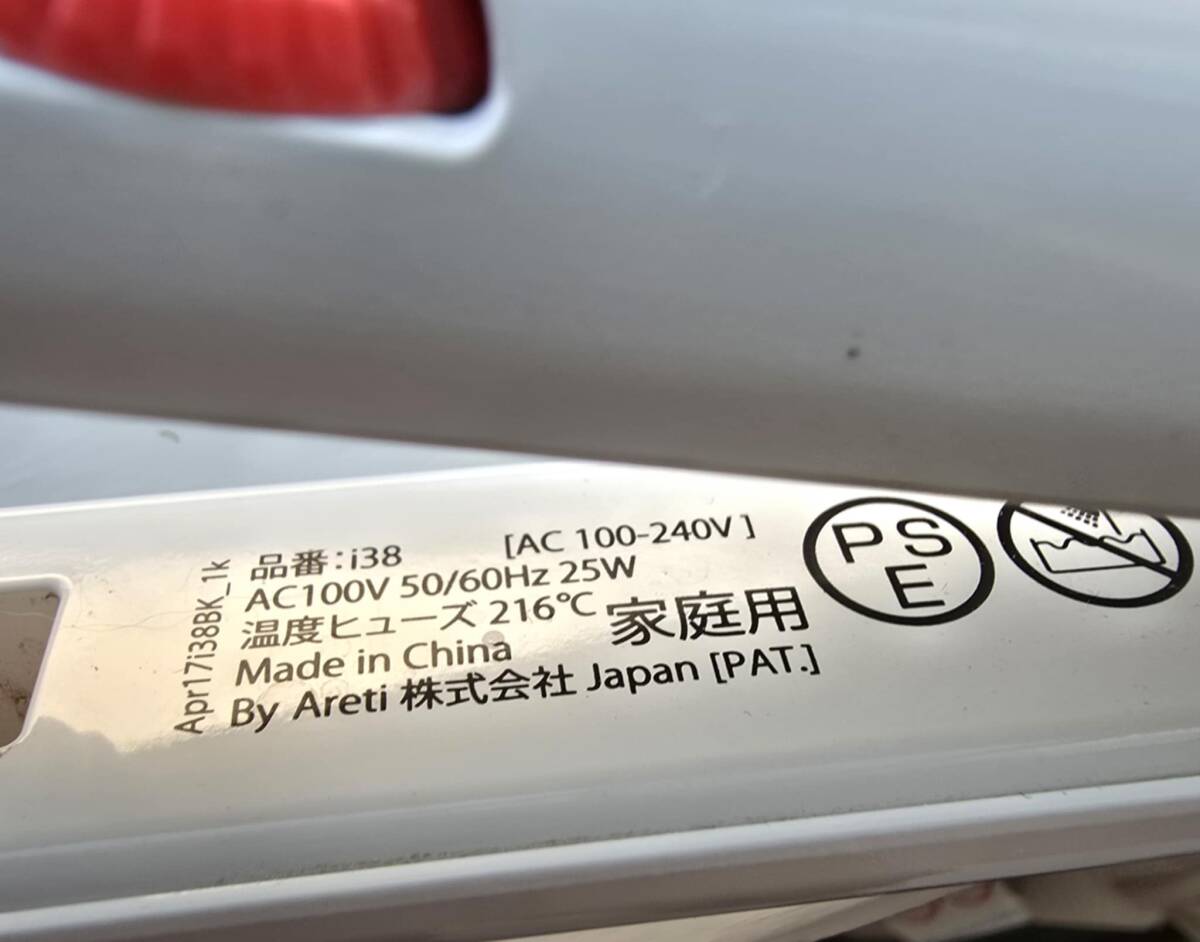 品番：i38 [AC 100-240V ]
AC100V 50/60Hz 25W
温度ヒューズ 216℃ 家庭用
Made in China
By Areti 株式会社 Japan [PAT.]
Apr17i38BK_1k
PS
E